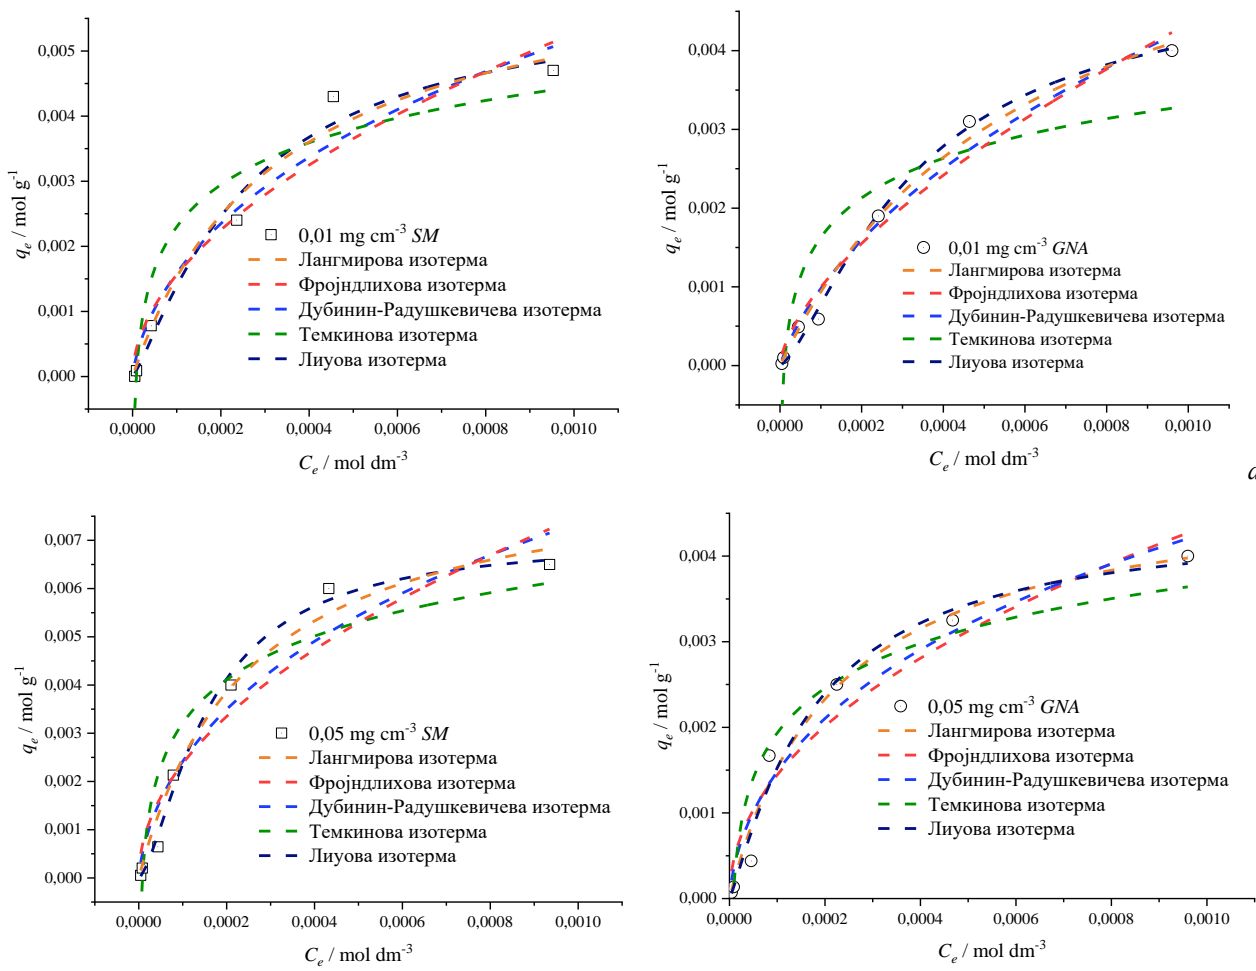 0,005
0,004
0,003
0,002
0,001
0,000
q_e / mol g⁻¹
0,01 mg cm⁻³ SM
Лангмирова изотерма
Фројндлихова изотерма
Дубинин-Радушкевичева изотерма
Темкинова изотерма
Лиуова изотерма
0,0000 0,0002 0,0004 0,0006 0,0008 0,0010
C_e / mol dm⁻³
0,004
0,003
0,002
0,001
0,000
q_e / mol g⁻¹
0,01 mg cm⁻³ GNA
Лангмирова изотерма
Фројндлихова изотерма
Дубинин-Радушкевичева изотерма
Темкинова изотерма
Лиуова изотерма
0,0000 0,0002 0,0004 0,0006 0,0008 0,0010
C_e / mol dm⁻³
0,007
0,006
0,005
0,004
0,003
0,002
0,001
0,000
q_e / mol g⁻¹
0,05 mg cm⁻³ SM
Лангмирова изотерма
Фројндлихова изотерма
Дубинин-Радушкевичева изотерма
Темкинова изотерма
Лиуова изотерма
0,0000 0,0002 0,0004 0,0006 0,0008 0,0010
C_e / mol dm⁻³
0,004
0,003
0,002
0,001
0,000
q_e / mol g⁻¹
0,05 mg cm⁻³ GNA
Лангмирова изотерма
Фројндлихова изотерма
Дубинин-Радушкевичева изотерма
Темкинова изотерма
Лиуова изотерма
0,0000 0,0002 0,0004 0,0006 0,0008 0,0010
C_e / mol dm⁻³